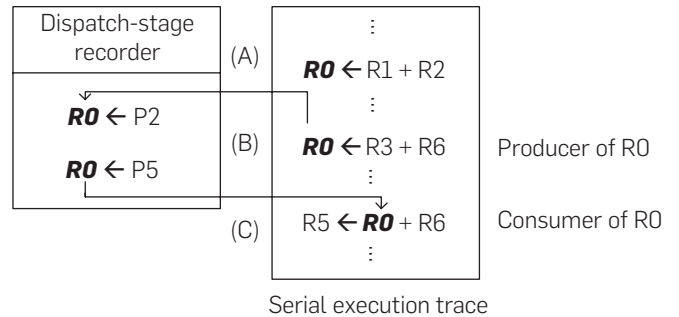 Dispatch-stage
recorder
R0 ← P2
R0 ← P5
(A)
(B)
(C)
⋮
R0 ← R1 + R2
⋮
R0 ← R3 + R6
⋮
R5 ← R0 + R6
⋮
Producer of R0
Consumer of R0
Serial execution trace